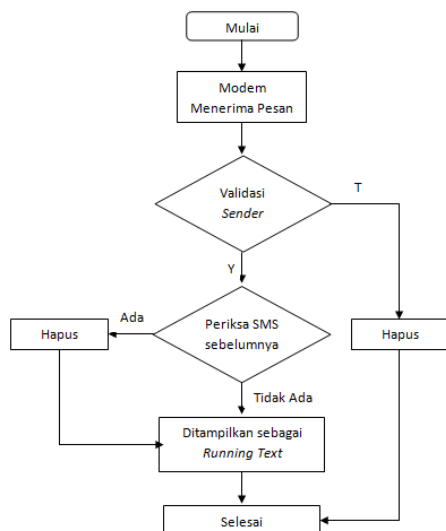 Mulai
Modem
Menerima Pesan
Validasi
Sender
T
Y
Periksa SMS
sebelumnya
Ada
Hapus
Hapus
Tidak Ada
Ditampilkan sebagai
Running Text
Selesai